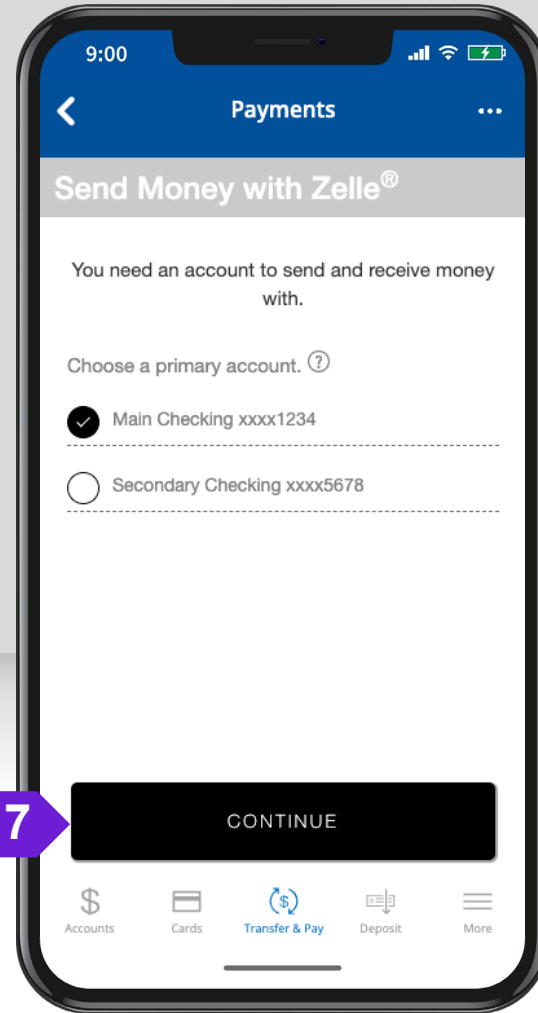 9:00
Payments
Send Money with Zelle®
You need an account to send and receive money
with.
Choose a primary account. ?
Main Checking xxxx1234
Secondary Checking xxxx5678
7
CONTINUE
Accounts Cards Transfer & Pay Deposit More